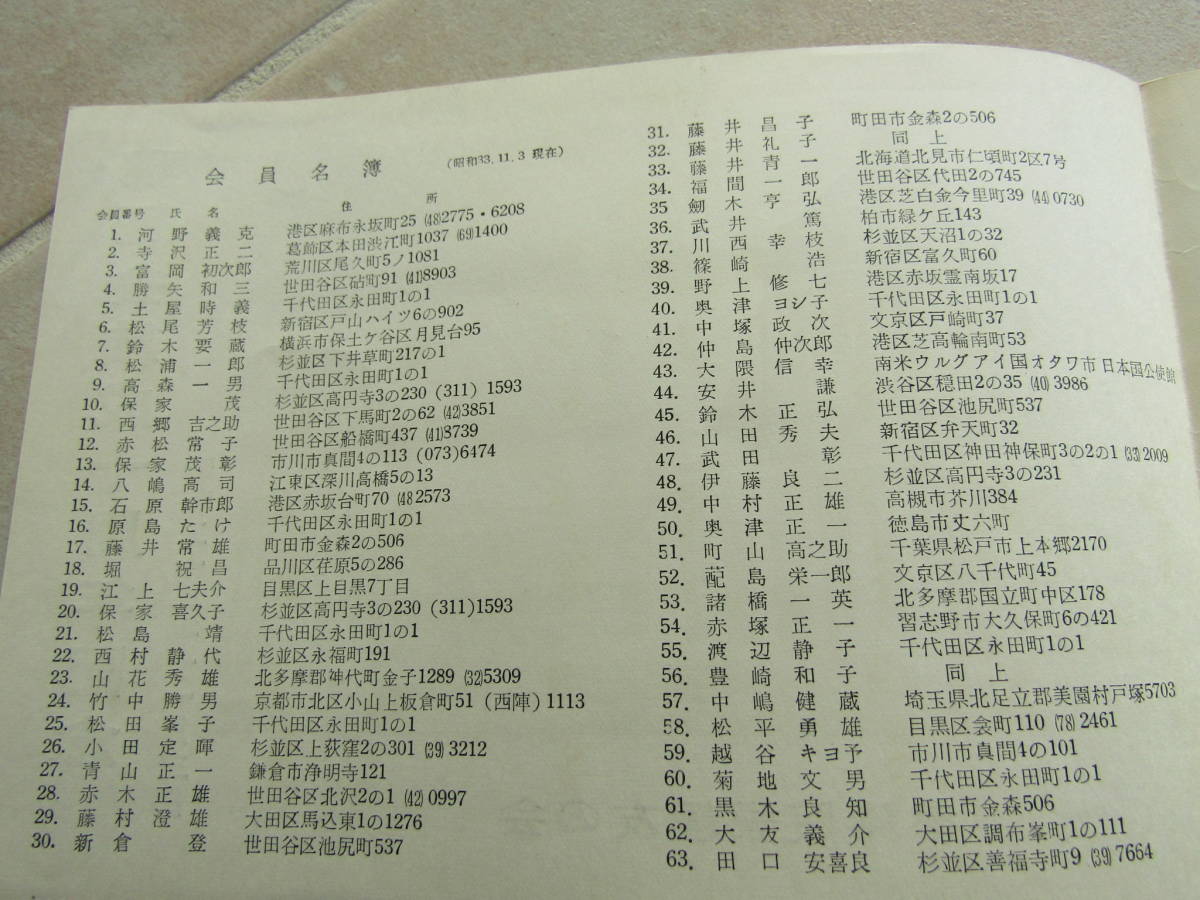 会員名簿 (昭和33.11.3 現在)
会員番号 氏名 住所
1. 河野義克 港区麻布永坂町25 (48)2775・6208
2. 寺沢正二 葛飾区本田渋江町1037 (69)1400
3. 富岡初次郎 荒川区尾久町5ノ1081
4. 勝矢和三 世田谷区砧町91 (41)8903
5. 土屋時義 千代田区永田町1の1
6. 松尾芳枝 新宿区戸山ハイツ6の902
7. 鈴木要蔵 横浜市保土ケ谷区月見台95
8. 松浦一郎 杉並区下井草町217の1
9. 高森一男 千代田区永田町1の1
10. 保家茂 杉並区高円寺3の230 (311) 1593
11. 西郷吉之助 世田谷区下馬町2の62 (42)3851
12. 赤松常子 世田谷区船橋町437 (41)8739
13. 保家茂彰 市川市真間4の113 (073)6474
14. 八嶋高司 江東区深川高橋5の13
15. 石原幹市郎 港区赤坂台町70 (48 2573
16. 原島たけ 千代田区永田町1の1
17. 藤井常雄 町田市金森2の506
18. 堀祝昌 品川区荏原5の286
19. 江上七夫介 目黒区上目黒7丁目
20. 保家喜久子 杉並区高円寺3の230 (311)1593
21. 松島靖 千代田区永田町1の1
22. 西村静代 杉並区永福町191
23. 山花秀雄 北多摩郡神代町金子1289 (32)5309
24. 竹中勝男 京都市北区小山上板倉町51 (西陣) 1113
25. 松田峯子 千代田区永田町1の1
26. 小田定暉 杉並区上荻窪2の301 (39)3212
27. 青山正一 鎌倉市浄明寺121
28. 赤木正雄 世田谷区北沢2の1 (42)0997
29. 藤村澄雄 大田区馬込東1の1276
30. 新倉登 世田谷区池尻町537
31. 藤井昌子 町田市金森2の506
32. 藤井礼子 同上
33. 藤井青一 北海道北見市仁頃町2区7号
34. 福間一郎 世田谷区代田2の745
35 劒木亨弘 港区芝白金今里町39 (44)0730
36. 武井篤 柏市緑ケ丘143
37. 川西幸枝 杉並区天沼1の32
38. 篠崎浩 新宿区富久町60
39. 野上修七 港区赤坂霊南坂17
40. 奥津ヨシ子 千代田区永田町1の1
41. 中塚政次 文京区戸崎町37
42. 仲島仲次郎 港区芝高輪南町53
43. 大隈信幸 南米ウルグアイ国オタワ市 日本国公使館
44. 安井謙 渋谷区穏田2の35 (40)3986
45. 鈴木正弘 世田谷区池尻町537
46. 山田秀夫 新宿区弁天町32
47. 武田彰 千代田区神田神保町3の2の1 (33)2009
48. 伊藤良二 杉並区高円寺3の231
49. 中村正雄 高槻市芥川384
50. 奥津正一 徳島市丈六町
51. 町山高之助 千葉県松戸市上本郷2170
52. 蓜島栄一郎 文京区八千代町45
53. 諸橋一英 北多摩郡国立町中区178
54. 赤塚正一 習志野市大久保町6の421
55. 渡辺静子 千代田区永田町1の1
56. 豊崎和子 同上
57. 中嶋健蔵 埼玉県北足立郡美園村戸塚5703
58. 松平勇雄 目黒区衾町110 (78)2461
59. 越谷キヨ予 市川市真間4の101
60. 菊地文男 千代田区永田町1の1
61. 黒木良知 町田市金森506
62. 大友義介 大田区調布峯町1の111
63. 田口安喜良 杉並区善福寺町9 (39)7664